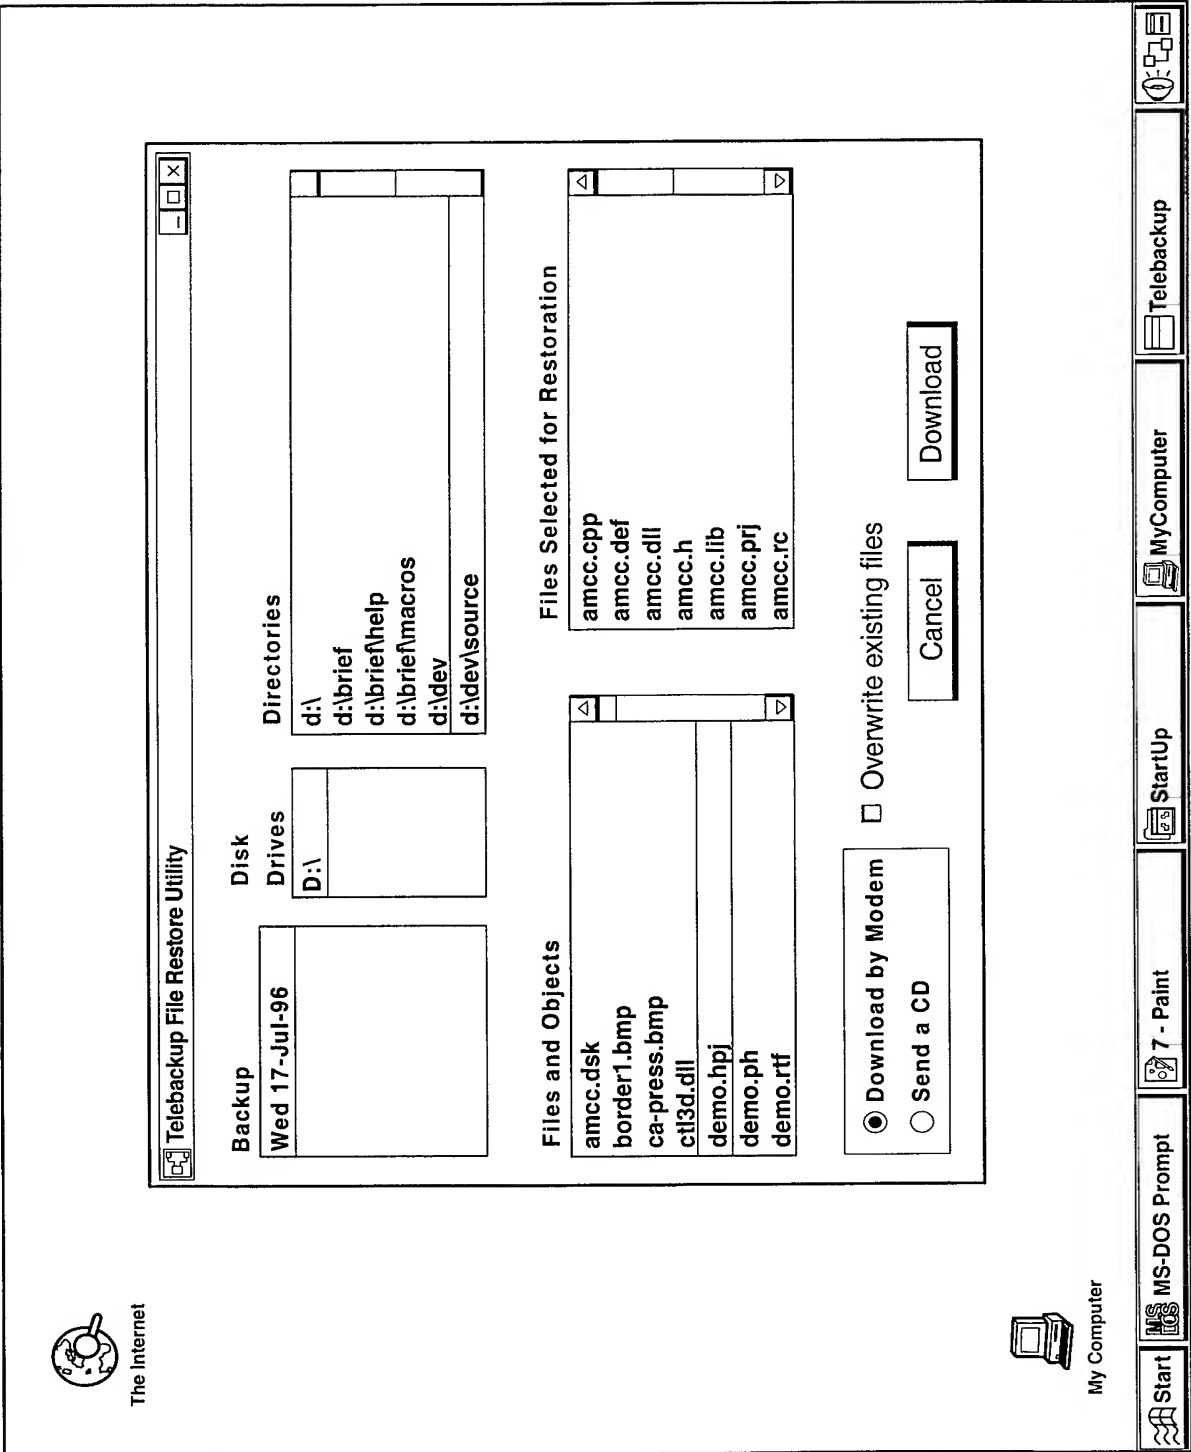 The Internet
Telebackup File Restore Utility
Backup
Wed 17-Jul-96
Disk
Drives
D:\
Directories
d:\
d:\brief
d:\brief\help
d:\brief\macros
d:\dev
d:\dev\source
Files and Objects
amcc.dsk
border1.bmp
ca-press.bmp
ctl3d.dll
demo.hpj
demo.ph
demo.rtf
Files Selected for Restoration
amcc.cpp
amcc.def
amcc.dll
amcc.h
amcc.lib
amcc.prj
amcc.rc
Download by Modem
Send a CD
Overwrite existing files
Cancel
Download
My Computer
Start
MS DOS
MS-DOS Prompt
7 - Paint
StartUp
MyComputer
Telebackup